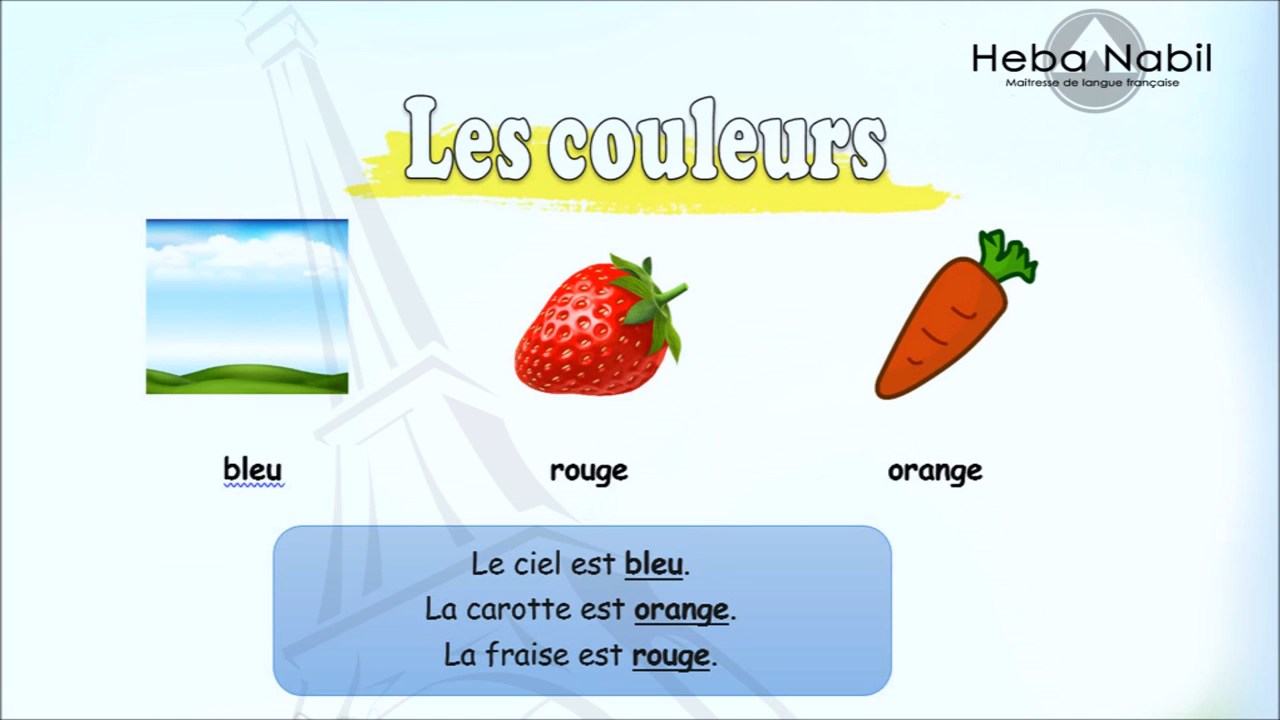 Heba Nabil
Maitresse de langue française
Les couleurs
bleu
rouge
orange
Le ciel est bleu.
La carotte est orange.
La fraise est rouge.